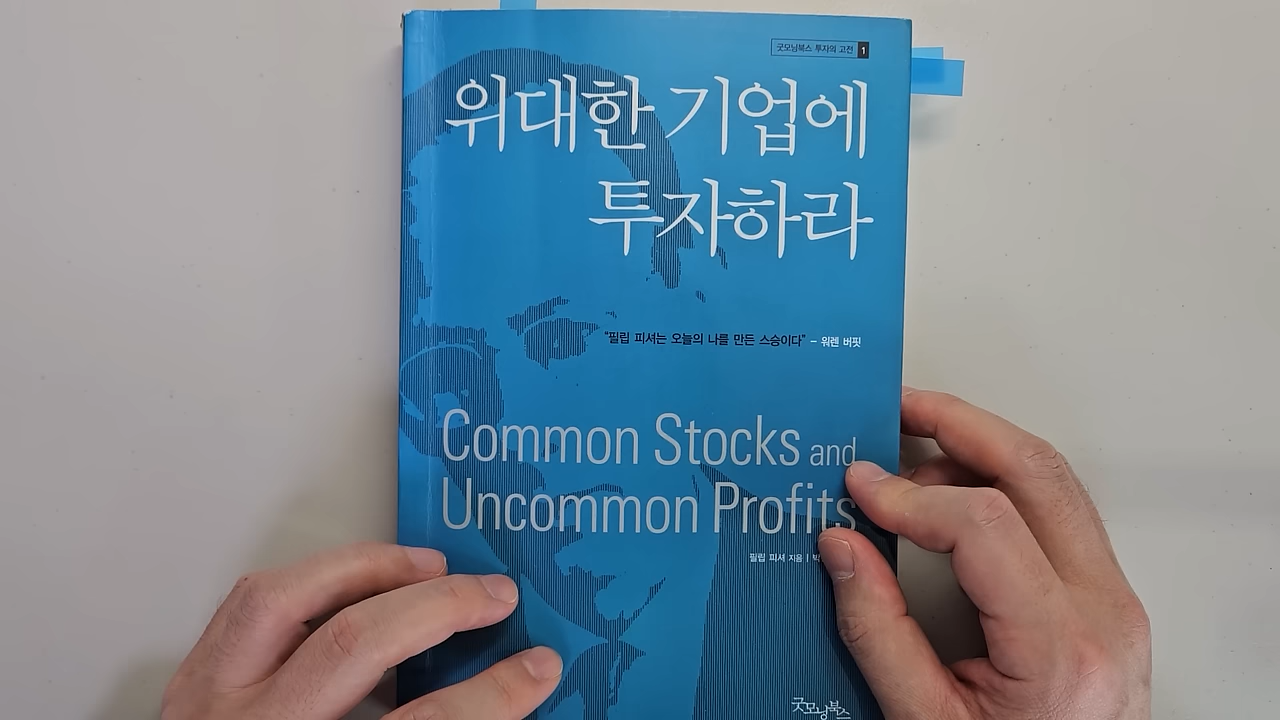 굿모닝북스 투자의 고전 1
위대한 기업에
투자하라
"필립 피셔는 오늘의 나를 만든 스승이다" – 워렌 버핏
Common Stocks and
Uncommon Profits
필립 피셔 지음 | 박
굿모닝북스